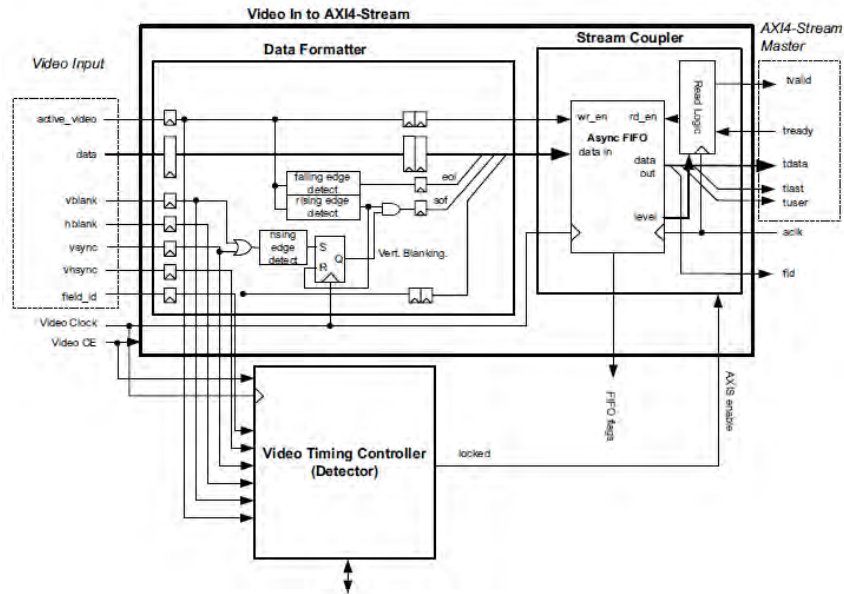 Video In to AXI4-Stream
Data Formatter
Stream Coupler
AXI4-Stream
Master
Video Input
active_video
data
vblank
hblank
vsync
vhsync
field_id
Video Clock
Video CE
falling edge
detect.
rising edge
detect.
eol
sof
rising
edge
detect.
S
R
Q
Vert. Blanking.
wr_en
rd_en
Async FIFO
data in
data
out
level
Read Logic
tvalid
tready
tdata
tlast
tuser
aclk
fid
FIFO flags
AXIS enable
Video Timing Controller
(Detector)
locked